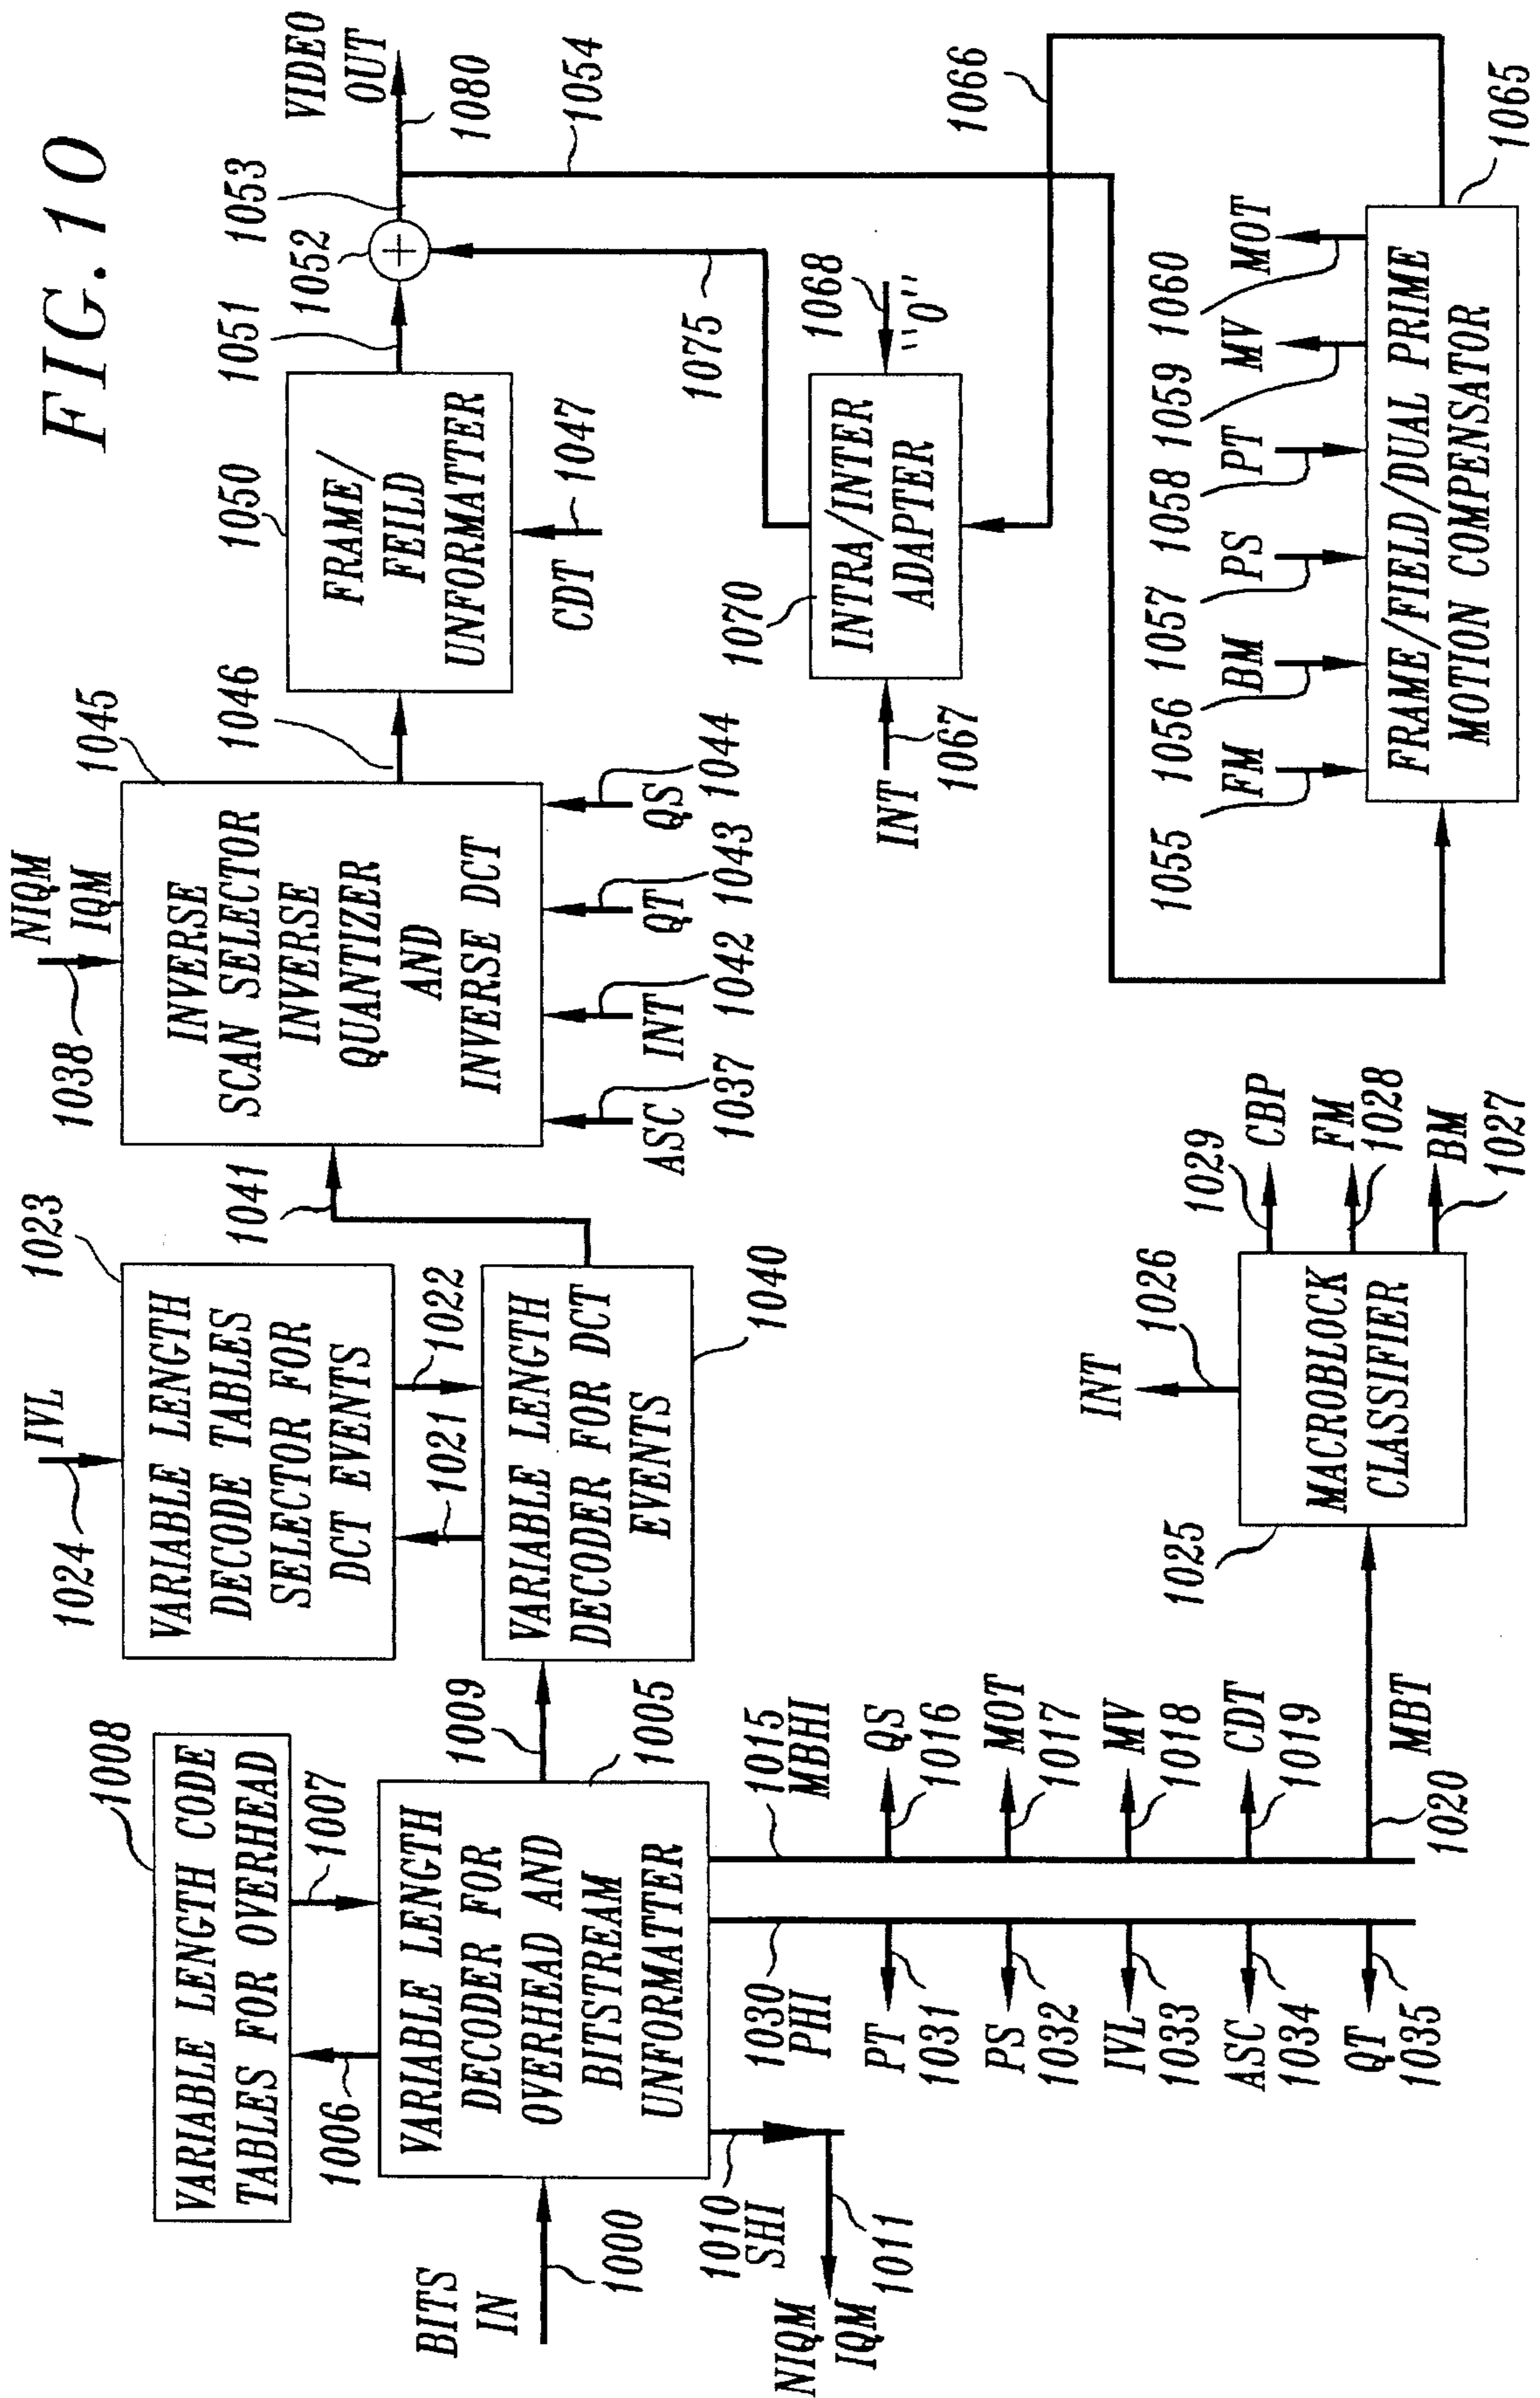 FIG. 10
BITS
IN
1000
VARIABLE LENGTH CODE
TABLES FOR OVERHEAD
1008
1006
1007
VARIABLE LENGTH
DECODER FOR
OVERHEAD AND
BITSTREAM
UNFORMATTER
1005
1009
1010
SHI
1011
NIQM
IQM
1030
PHI
PT
1031
PS
1032
IVL
1033
ASC
1034
QT
1035
1015
MBHI
QS
1016
MOT
1017
MV
1018
CDT
1019
1020
MBT
IVL
1024
VARIABLE LENGTH
DECODE TABLES
SELECTOR FOR
DCT EVENTS
1023
1021
1022
VARIABLE LENGTH
DECODER FOR DCT
EVENTS
1040
1041
1025
MACROBLOCK
CLASSIFIER
INT
1026
1029
CBP
FM
1028
BM
1027
NIQM
IQM
1038
1045
INVERSE
SCAN SELECTOR
INVERSE
QUANTIZER
AND
INVERSE DCT
ASC
1037
INT
1042
QT
1043
QS
1044
1046
1050
FRAME/
FEILD
UNFORMATTER
CDT
1047
1051
1052
1053
VIDEO
OUT
1080
1054
1075
1070
INTRA/INTER
ADAPTER
INT
1067
1068
"0"
1066
1055
FM
1056
BM
1057
PS
1058
PT
1059
MV
1060
MOT
FRAME/FIELD/DUAL PRIME
MOTION COMPENSATOR
1065